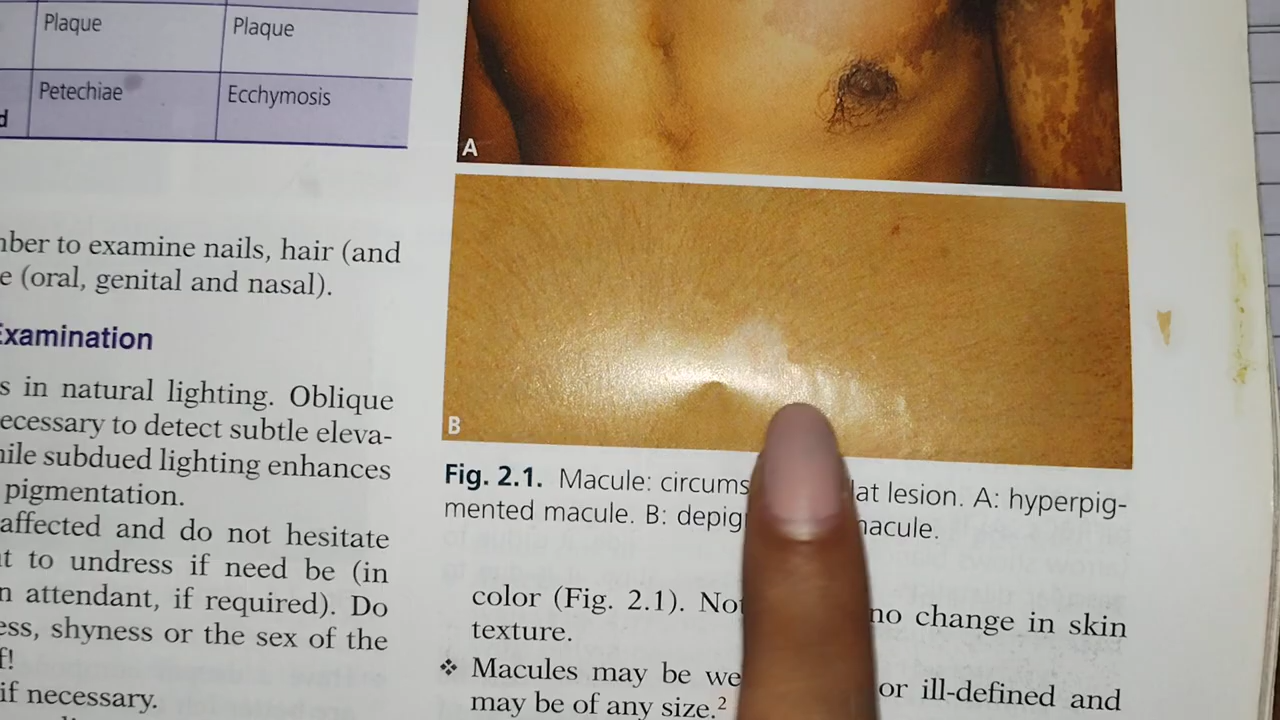 Plaque Plaque
Petechiae Ecchymosis
d
A
B
nber to examine nails, hair (and
e (oral, genital and nasal).
Examination
s in natural lighting. Oblique
ecessary to detect subtle eleva-
hile subdued lighting enhances
pigmentation.
affected and do not hesitate
t to undress if need be (in
n attendant, if required). Do
ess, shyness or the sex of the
f!
if necessary.
Fig. 2.1. Macule: circums lat lesion. A: hyperpig-
mented macule. B: depig macule.
color (Fig. 2.1). No no change in skin
texture.
❖ Macules may be we or ill-defined and
may be of any size.²